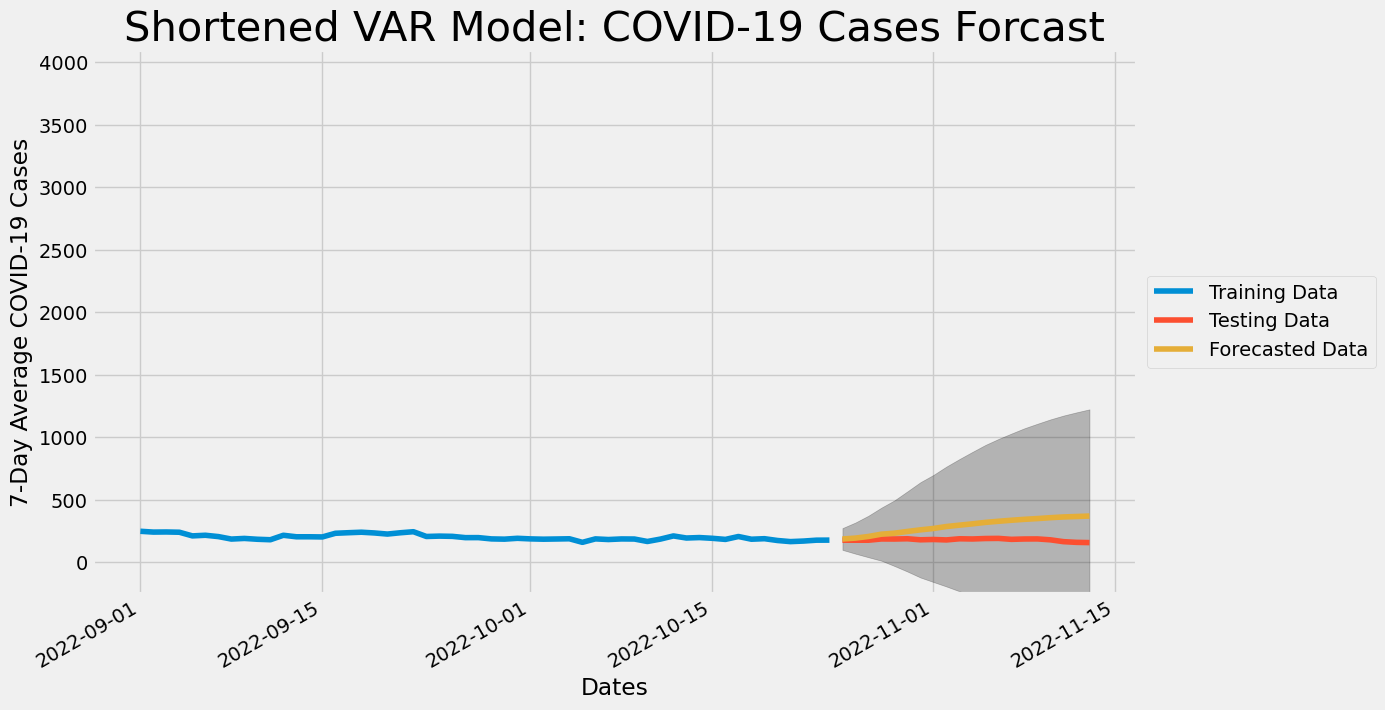 Shortened VAR Model: COVID-19 Cases Forcast
7-Day Average COVID-19 Cases
4000
3500
3000
2500
2000
1500
1000
500
0
2022-09-01
2022-09-15
2022-10-01
2022-10-15
2022-11-01
2022-11-15
Dates
Training Data
Testing Data
Forecasted Data